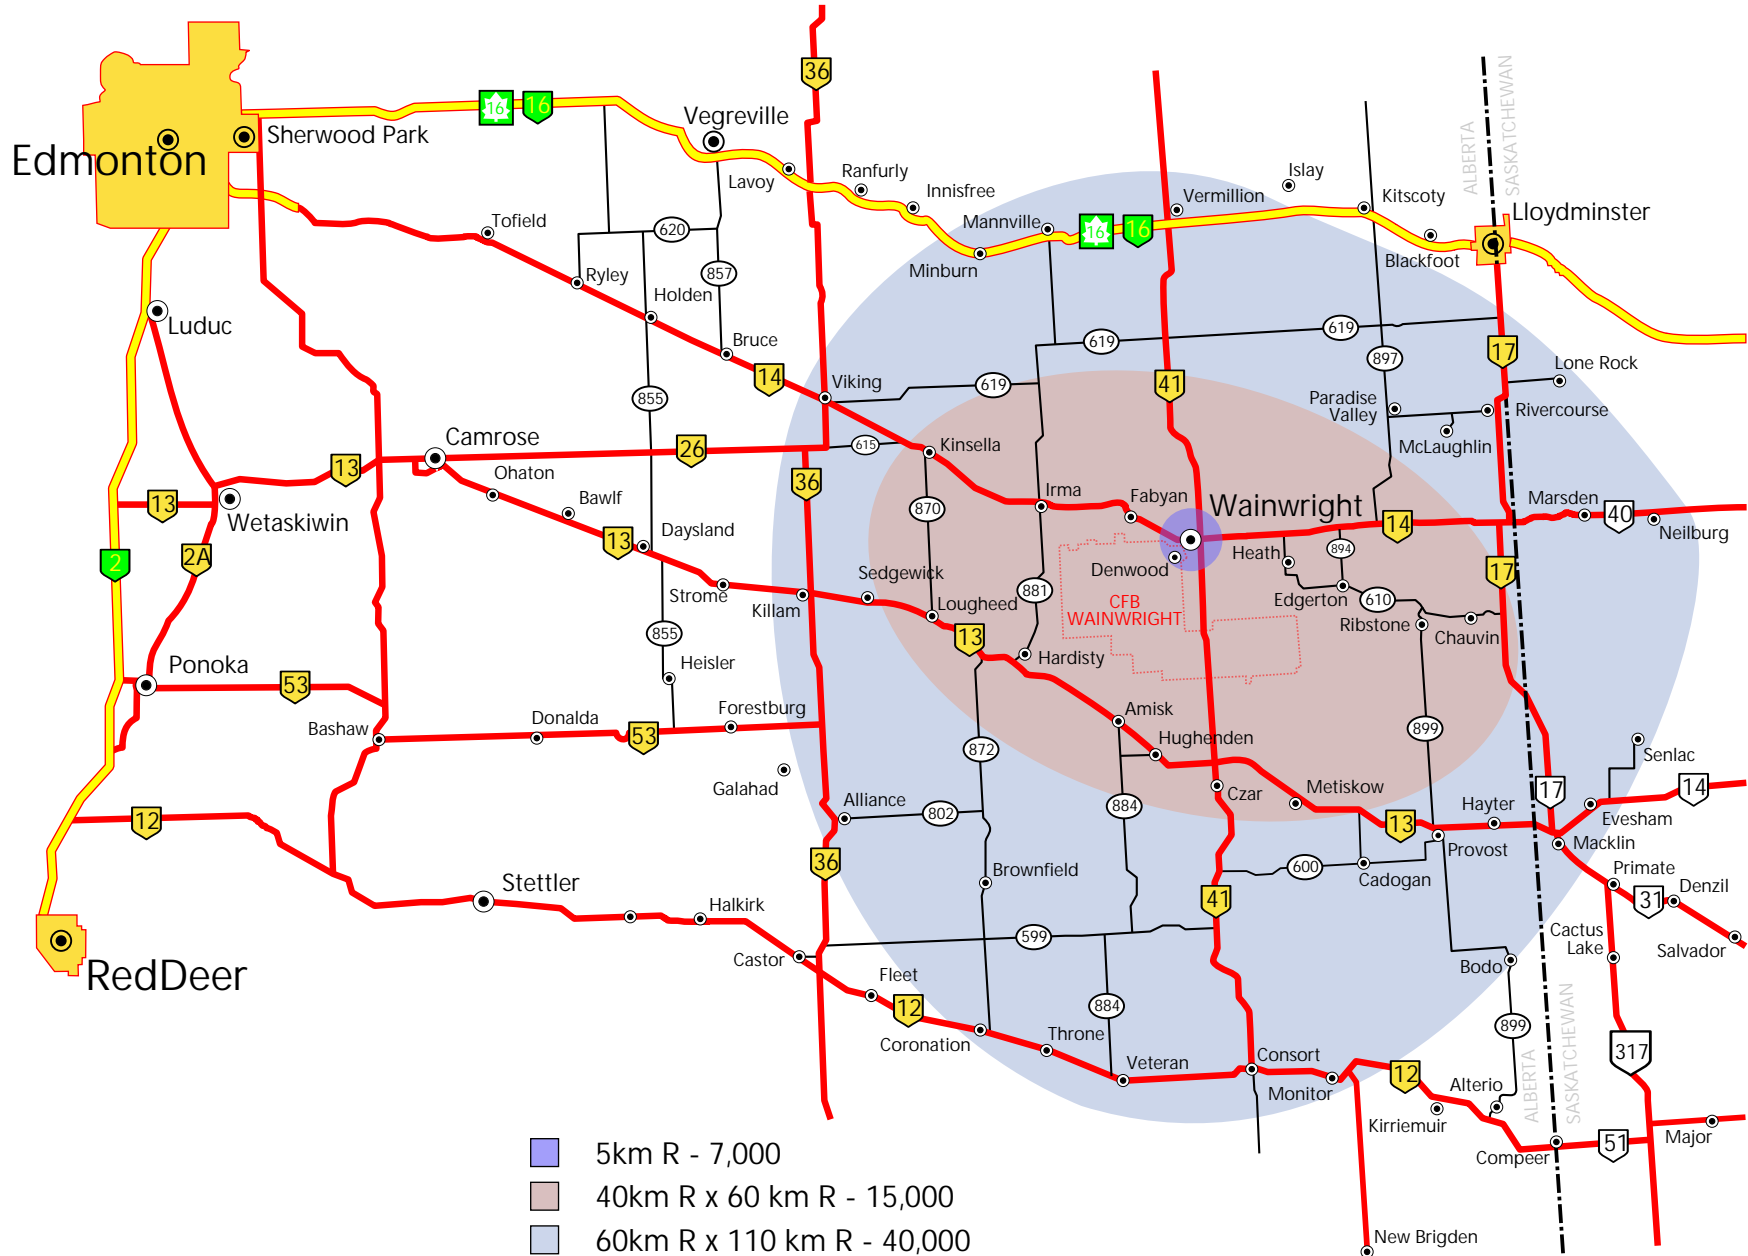 36
16
16
Vegreville
Sherwood Park
Edmonton
ALBERTA
SASKATCHEWAN
Lavoy
Ranfurly
Innisfree
Islay
Kitscoty
Vermillion
Mannville
16
16
Lloydminster
Tofield
620
Minburn
Blackfoot
857
Ryley
Holden
Luduc
Bruce
619
619
897
17
14
Viking
619
41
Lone Rock
855
Paradise
Valley
Rivercourse
McLaughlin
Camrose
26
615
Kinsella
13
Ohaton
36
Irma
Fabyan
Wainwright
Marsden
13
Wetaskiwin
Bawlf
870
14
40
Neilburg
2
2A
13
Daysland
Heath
894
Denwood
17
Strome
Killam
Sedgewick
Lougheed
881
CFB
WAINWRIGHT
Edgerton
610
Ribstone
Chauvin
855
13
Hardisty
Ponoka
53
Heisler
Bashaw
Donalda
53
Forestburg
Amisk
Hughenden
899
872
Senlac
Galahad
Alliance
802
884
Czar
Metiskow
Hayter
17
14
Evesham
12
13
Provost
Macklin
36
Brownfield
600
Cadogan
Primate
Stettler
41
31
Denzil
Halkirk
599
Cactus
Lake
Salvador
Castor
Bodo
RedDeer
Fleet
12
884
Coronation
Throne
899
ALBERTA
SASKATCHEWAN
317
Veteran
Consort
Monitor
12
Alterio
Kirriemuir
Compeer
51
Major
New Brigden
5km R - 7,000
40km R x 60 km R - 15,000
60km R x 110 km R - 40,000